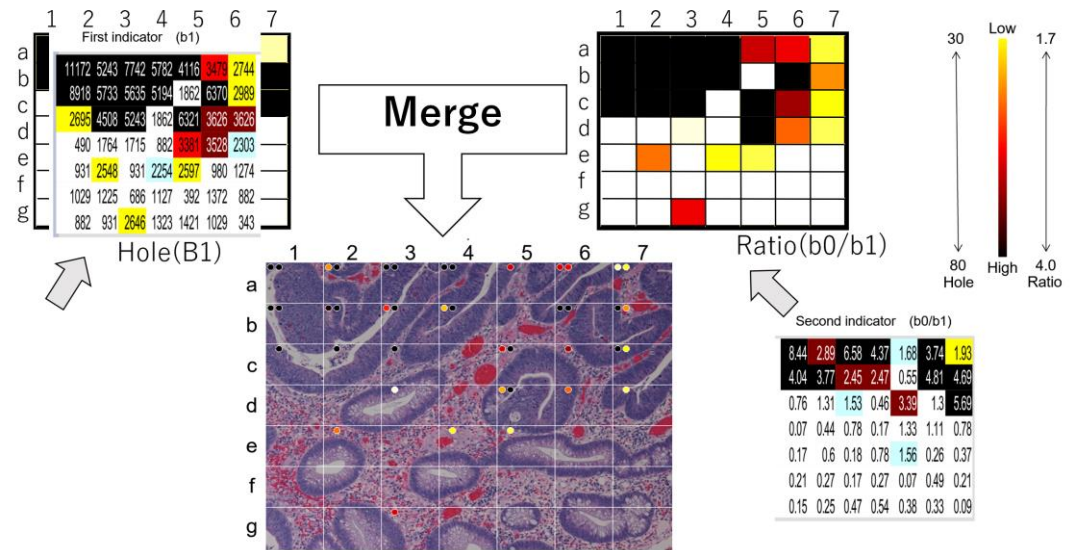 1 2 3 4 5 6 7
First indicator (b1)
a
b
c
d
e
f
g
11172 5243 7742 5782 4116 3479 2744
8918 5733 5635 5194 1862 6370 2989
2695 4508 5243 1862 6321 3626 3626
490 1764 1715 882 3381 3528 2303
931 2548 931 2254 2597 980 1274
1029 1225 686 1127 392 1372 882
882 931 2646 1323 1421 1029 343
Hole(B1)
Merge
1 2 3 4 5 6 7
a
b
c
d
e
f
g
Ratio(b0/b1)
30
Low
1.7
80
Hole
High
4.0
Ratio
1 2 3 4 5 6 7
a
b
c
d
e
f
g
Second indicator (b0/b1)
8.44 2.89 6.58 4.37 1.68 3.74 1.93
4.04 3.77 2.45 2.47 0.55 4.81 4.69
0.76 1.31 1.53 0.46 3.39 1.3 5.69
0.07 0.44 0.78 0.17 1.33 1.11 0.78
0.17 0.6 0.18 0.78 1.56 0.26 0.37
0.21 0.27 0.17 0.27 0.07 0.49 0.21
0.15 0.25 0.47 0.54 0.38 0.33 0.09